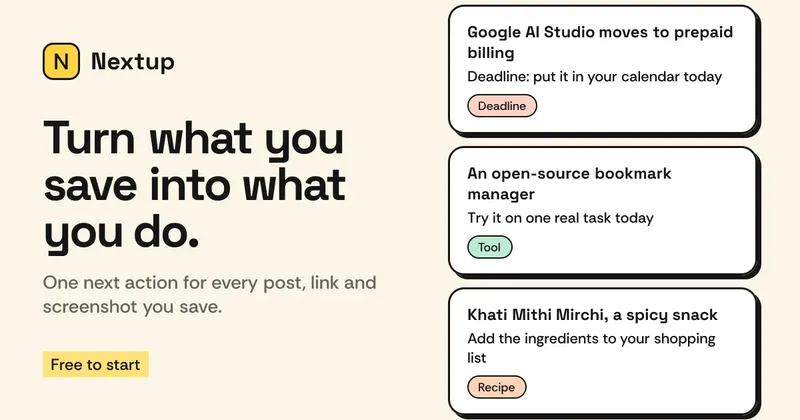 N Nextup
Turn what you
save into what
you do.
One next action for every post, link and
screenshot you save.
Free to start
Google AI Studio moves to prepaid
billing
Deadline: put it in your calendar today
Deadline
An open-source bookmark
manager
Try it on one real task today
Tool
Khati Mithi Mirchi, a spicy snack
Add the ingredients to your shopping
list
Recipe